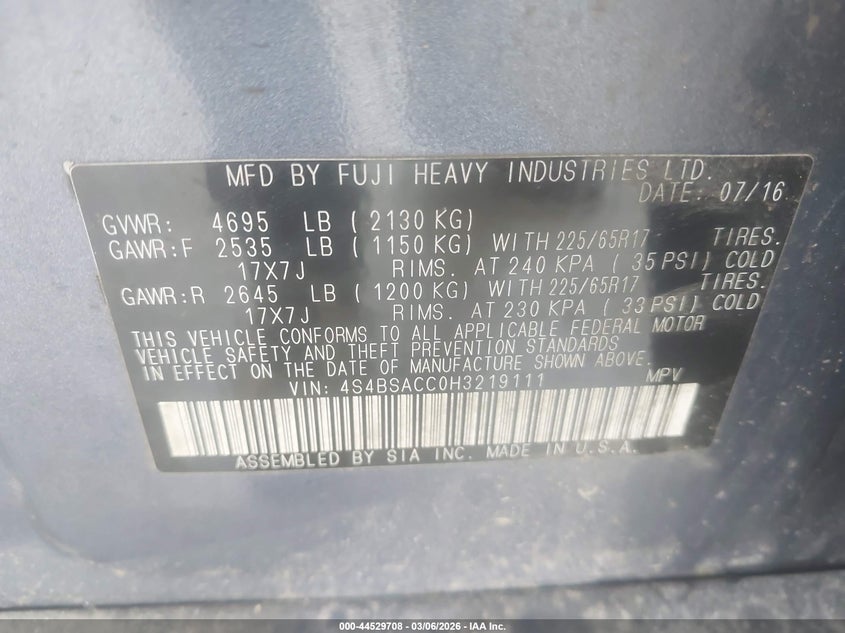 MFD BY FUJI HEAVY INDUSTRIES LTD.
DATE: 07/16
GVWR: 4695 LB ( 2130 KG)
GAWR:F 2535 LB ( 1150 KG) WITH 225/65R17 TIRES.
17X7J RIMS. AT 240 KPA ( 35 PSI) COLD
GAWR:R 2645 LB ( 1200 KG) WITH 225/65R17 TIRES.
17X7J RIMS. AT 230 KPA ( 33 PSI) COLD
THIS VEHICLE CONFORMS TO ALL APPLICABLE FEDERAL MOTOR
VEHICLE SAFETY AND THEFT PREVENTION STANDARDS
IN EFFECT ON THE DATE OF MANUFACTURE SHOWN ABOVE.
VIN: 4S4BSACC0H3219111 MPV
ASSEMBLED BY SIA INC. MADE IN U.S.A.
000-44529708 - 03/06/2026 - IAA Inc.